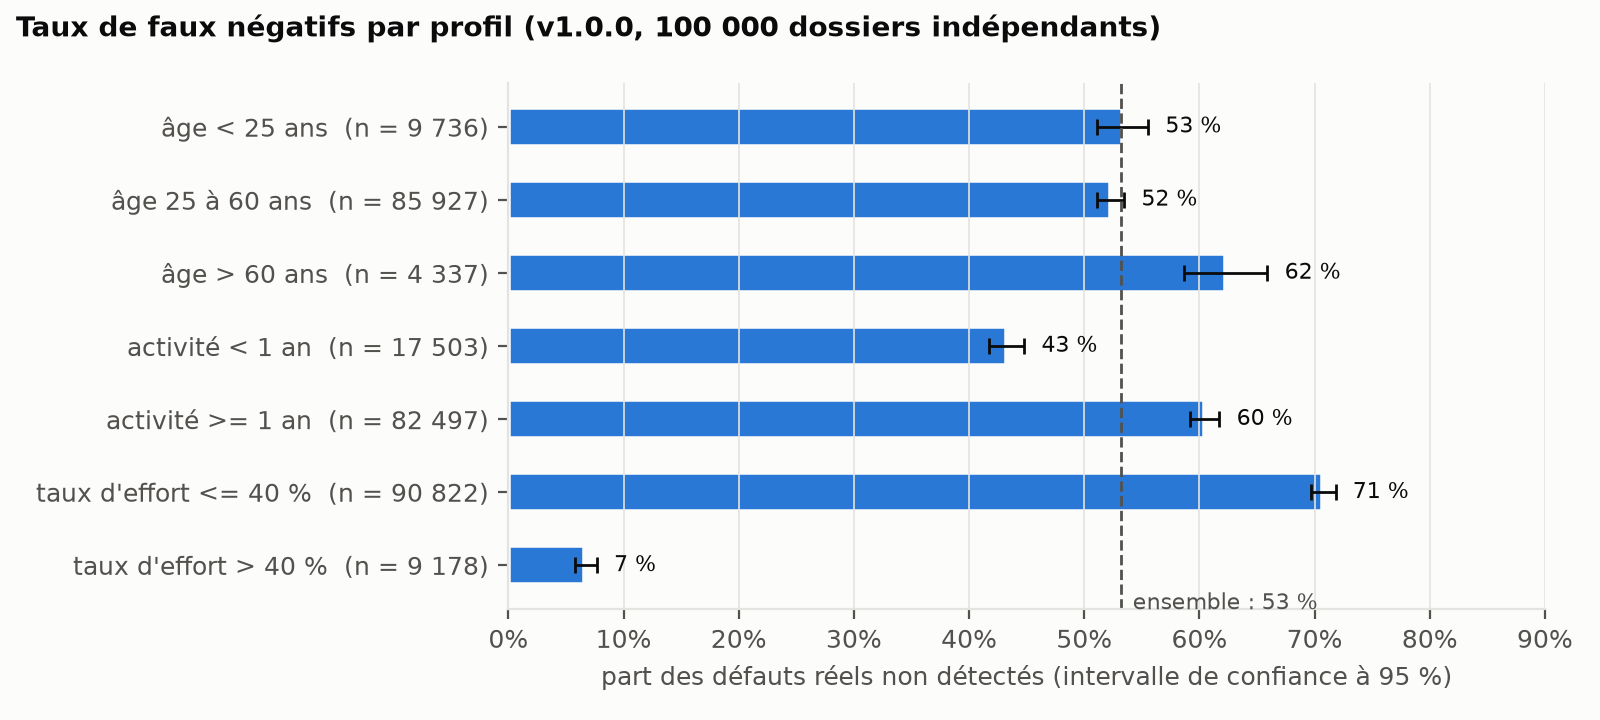 Taux de faux négatifs par profil (v1.0.0, 100 000 dossiers indépendants)
âge < 25 ans (n = 9 736) 53 %
âge 25 à 60 ans (n = 85 927) 52 %
âge > 60 ans (n = 4 337) 62 %
activité < 1 an (n = 17 503) 43 %
activité >= 1 an (n = 82 497) 60 %
taux d'effort <= 40 % (n = 90 822) 71 %
taux d'effort > 40 % (n = 9 178) 7 %
ensemble : 53 %
0% 10% 20% 30% 40% 50% 60% 70% 80% 90%
part des défauts réels non détectés (intervalle de confiance à 95 %)